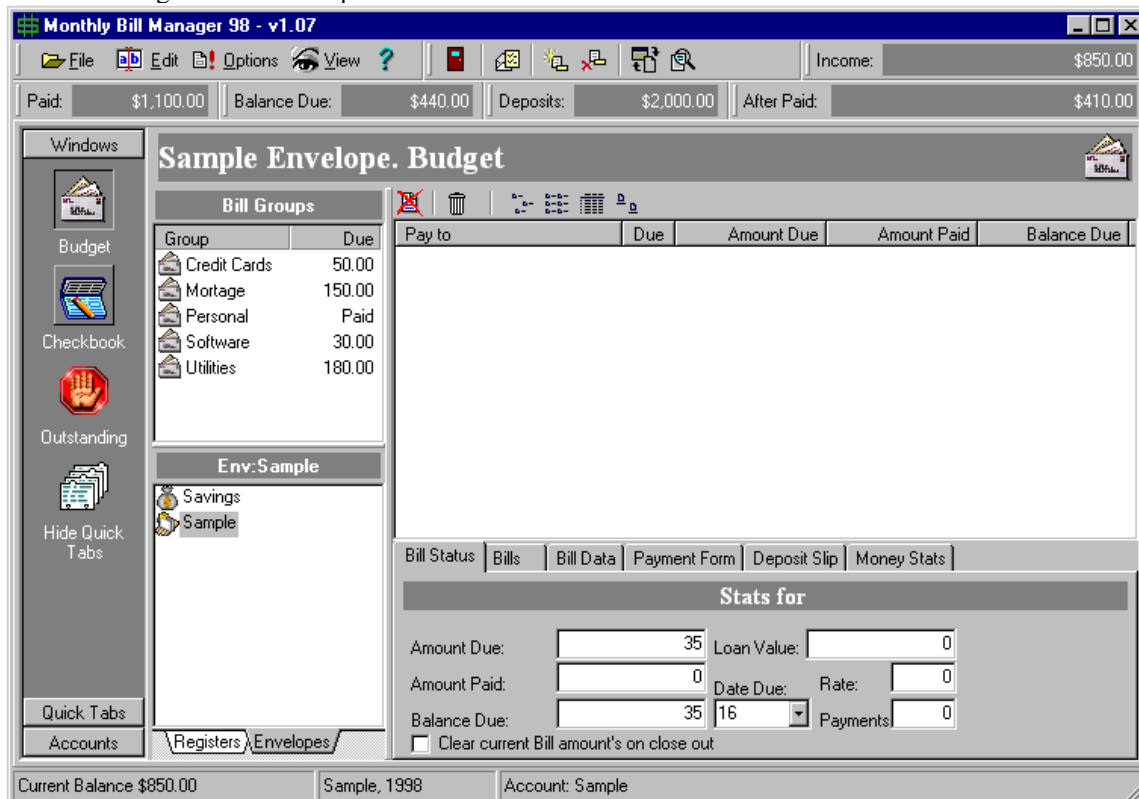 Monthly Bill Manager 98 - v1.07
File Edit Options View ? Income: $850.00
Paid: $1,100.00 Balance Due: $440.00 Deposits: $2,000.00 After Paid: $410.00
Windows
Budget
Checkbook
Outstanding
Hide Quick
Tabs
Quick Tabs
Accounts
Sample Envelope. Budget
Bill Groups
Group Due
Credit Cards 50.00
Mortage 150.00
Personal Paid
Software 30.00
Utilities 180.00
Env:Sample
Savings
Sample
Registers Envelopes
Pay to Due Amount Due Amount Paid Balance Due
Bill Status Bills Bill Data Payment Form Deposit Slip Money Stats
Stats for
Amount Due: 35 Loan Value: 0
Amount Paid: 0 Date Due: Rate: 0
Balance Due: 35 16 Payments 0
Clear current Bill amount's on close out
Current Balance $850.00 Sample, 1998 Account: Sample